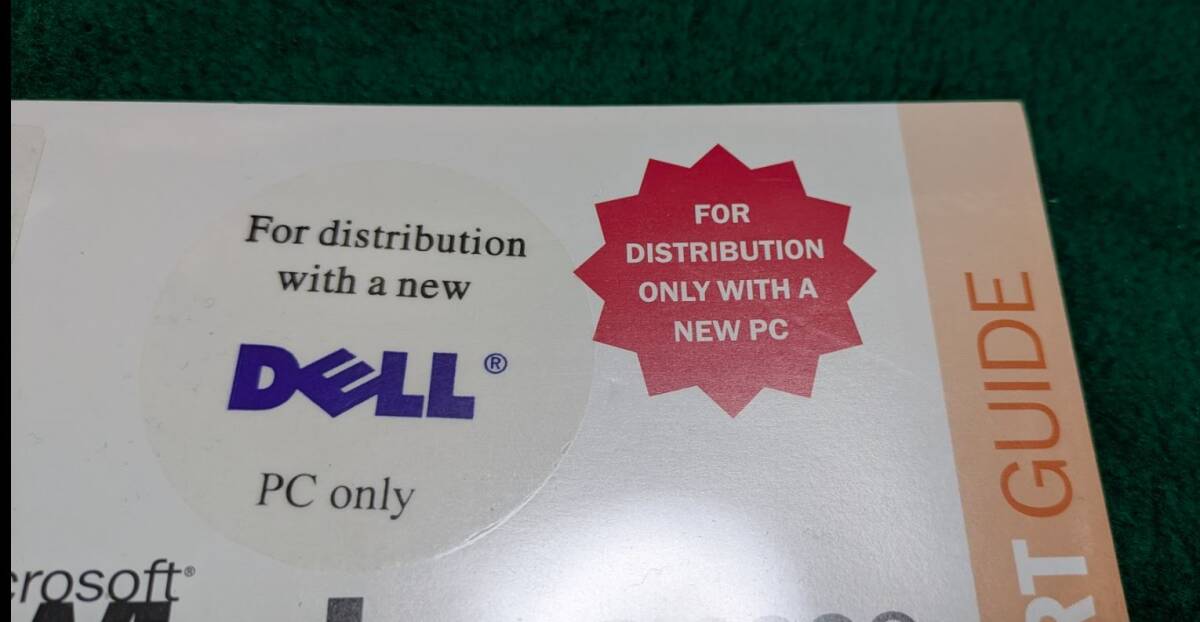 For distribution
with a new
DELL®
PC only
FOR
DISTRIBUTION
ONLY WITH A
NEW PC
GUIDE
RT
crosoft®